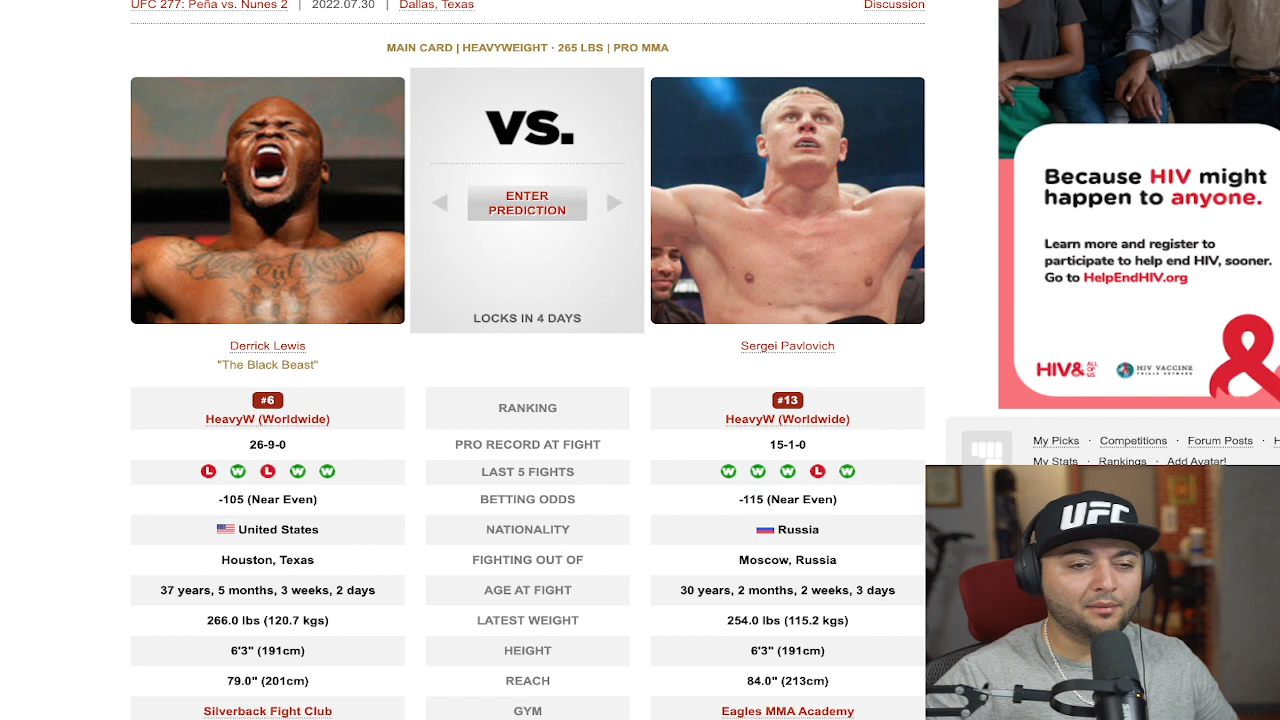 UFC 277: Peña vs. Nunes 2 | 2022.07.30 | Dallas, Texas
Discussion
MAIN CARD | HEAVYWEIGHT · 265 LBS | PRO MMA
VS.
ENTER
PREDICTION
LOCKS IN 4 DAYS
Derrick Lewis
"The Black Beast"
Sergei Pavlovich
#6
HeavyW (Worldwide)
RANKING
#13
HeavyW (Worldwide)
26-9-0 PRO RECORD AT FIGHT 15-1-0
L W L W W LAST 5 FIGHTS W W W L W
-105 (Near Even) BETTING ODDS -115 (Near Even)
United States NATIONALITY Russia
Houston, Texas FIGHTING OUT OF Moscow, Russia
37 years, 5 months, 3 weeks, 2 days AGE AT FIGHT 30 years, 2 months, 2 weeks, 3 days
266.0 lbs (120.7 kgs) LATEST WEIGHT 254.0 lbs (115.2 kgs)
6'3" (191cm) HEIGHT 6'3" (191cm)
79.0" (201cm) REACH 84.0" (213cm)
Silverback Fight Club GYM Eagles MMA Academy
Because HIV might
happen to anyone.
Learn more and register to
participate to help end HIV, sooner.
Go to HelpEndHIV.org
HIV& ALL OF US
HIV VACCINE
TRIALS NETWORK
My Picks · Competitions · Forum Posts · H
My Stats · Rankings · Add Avatar!
UFC